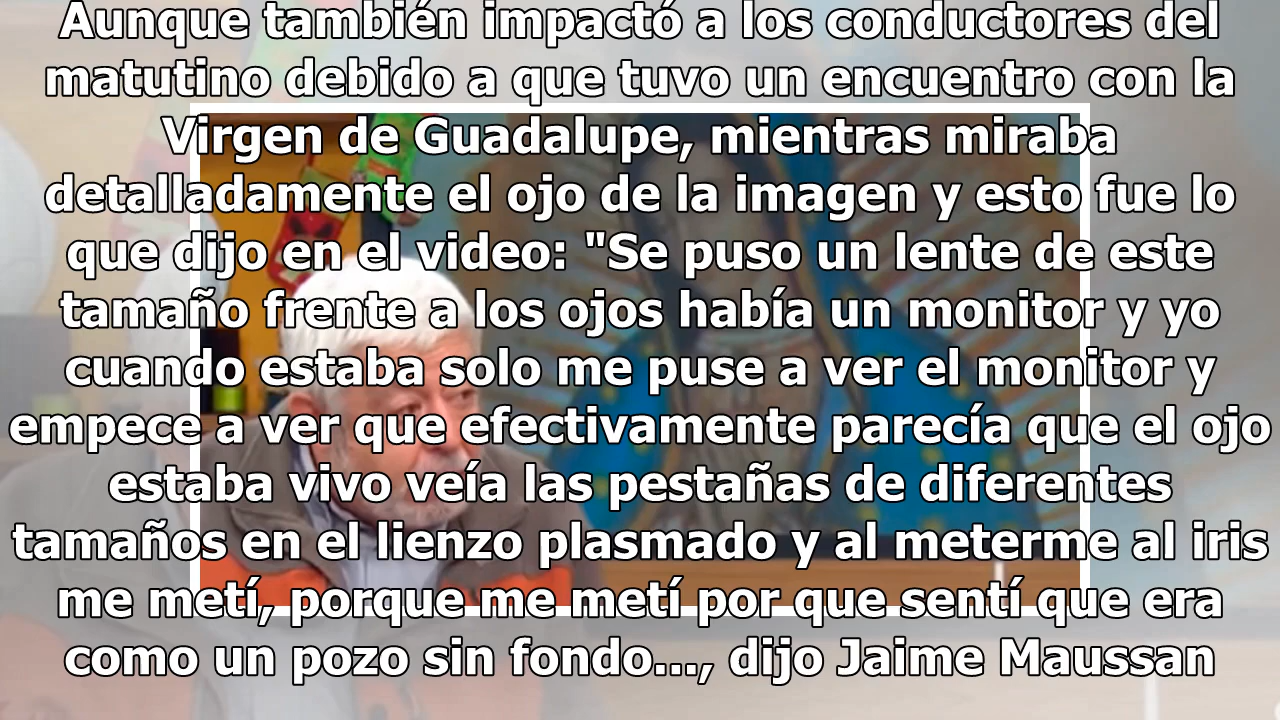 Aunque también impactó a los conductores del
matutino debido a que tuvo un encuentro con la
Virgen de Guadalupe, mientras miraba
detalladamente el ojo de la imagen y esto fue lo
que dijo en el video: "Se puso un lente de este
tamaño frente a los ojos había un monitor y yo
cuando estaba solo me puse a ver el monitor y
empece a ver que efectivamente parecía que el ojo
estaba vivo veía las pestañas de diferentes
tamaños en el lienzo plasmado y al meterme al iris
me metí, porque me metí por que sentí que era
como un pozo sin fondo..., dijo Jaime Maussan